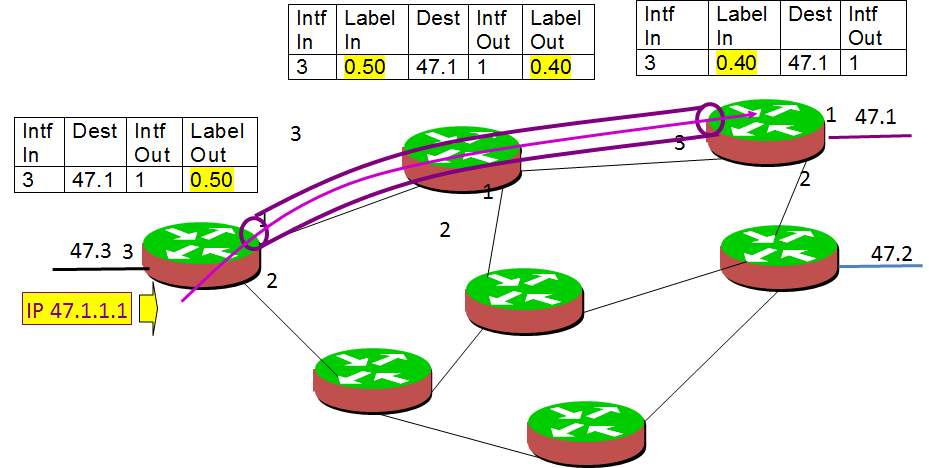 Intf In Label In Dest Intf Out Label Out
3 0.50 47.1 1 0.40
Intf In Label In Dest Intf Out
3 0.40 47.1 1
Intf In Dest Intf Out Label Out
3 47.1 1 0.50
3
1 47.1
3
2
1
1
2
47.3 3
2
47.2
IP 47.1.1.1